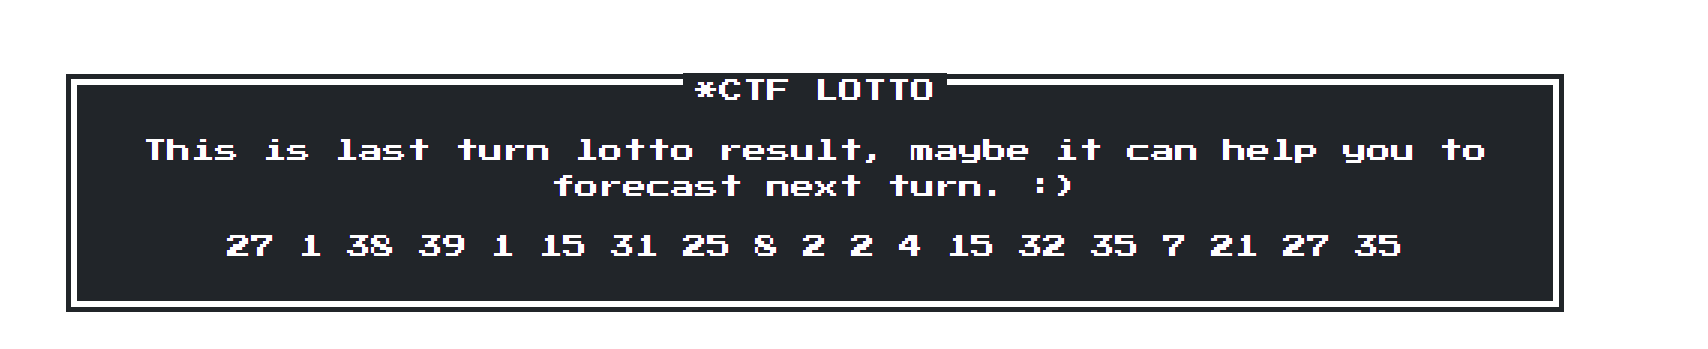 *CTF LOTTO
This is last turn lotto result, maybe it can help you to
forecast next turn. :)
27 1 38 39 1 15 31 25 8 2 2 4 15 32 35 7 21 27 35